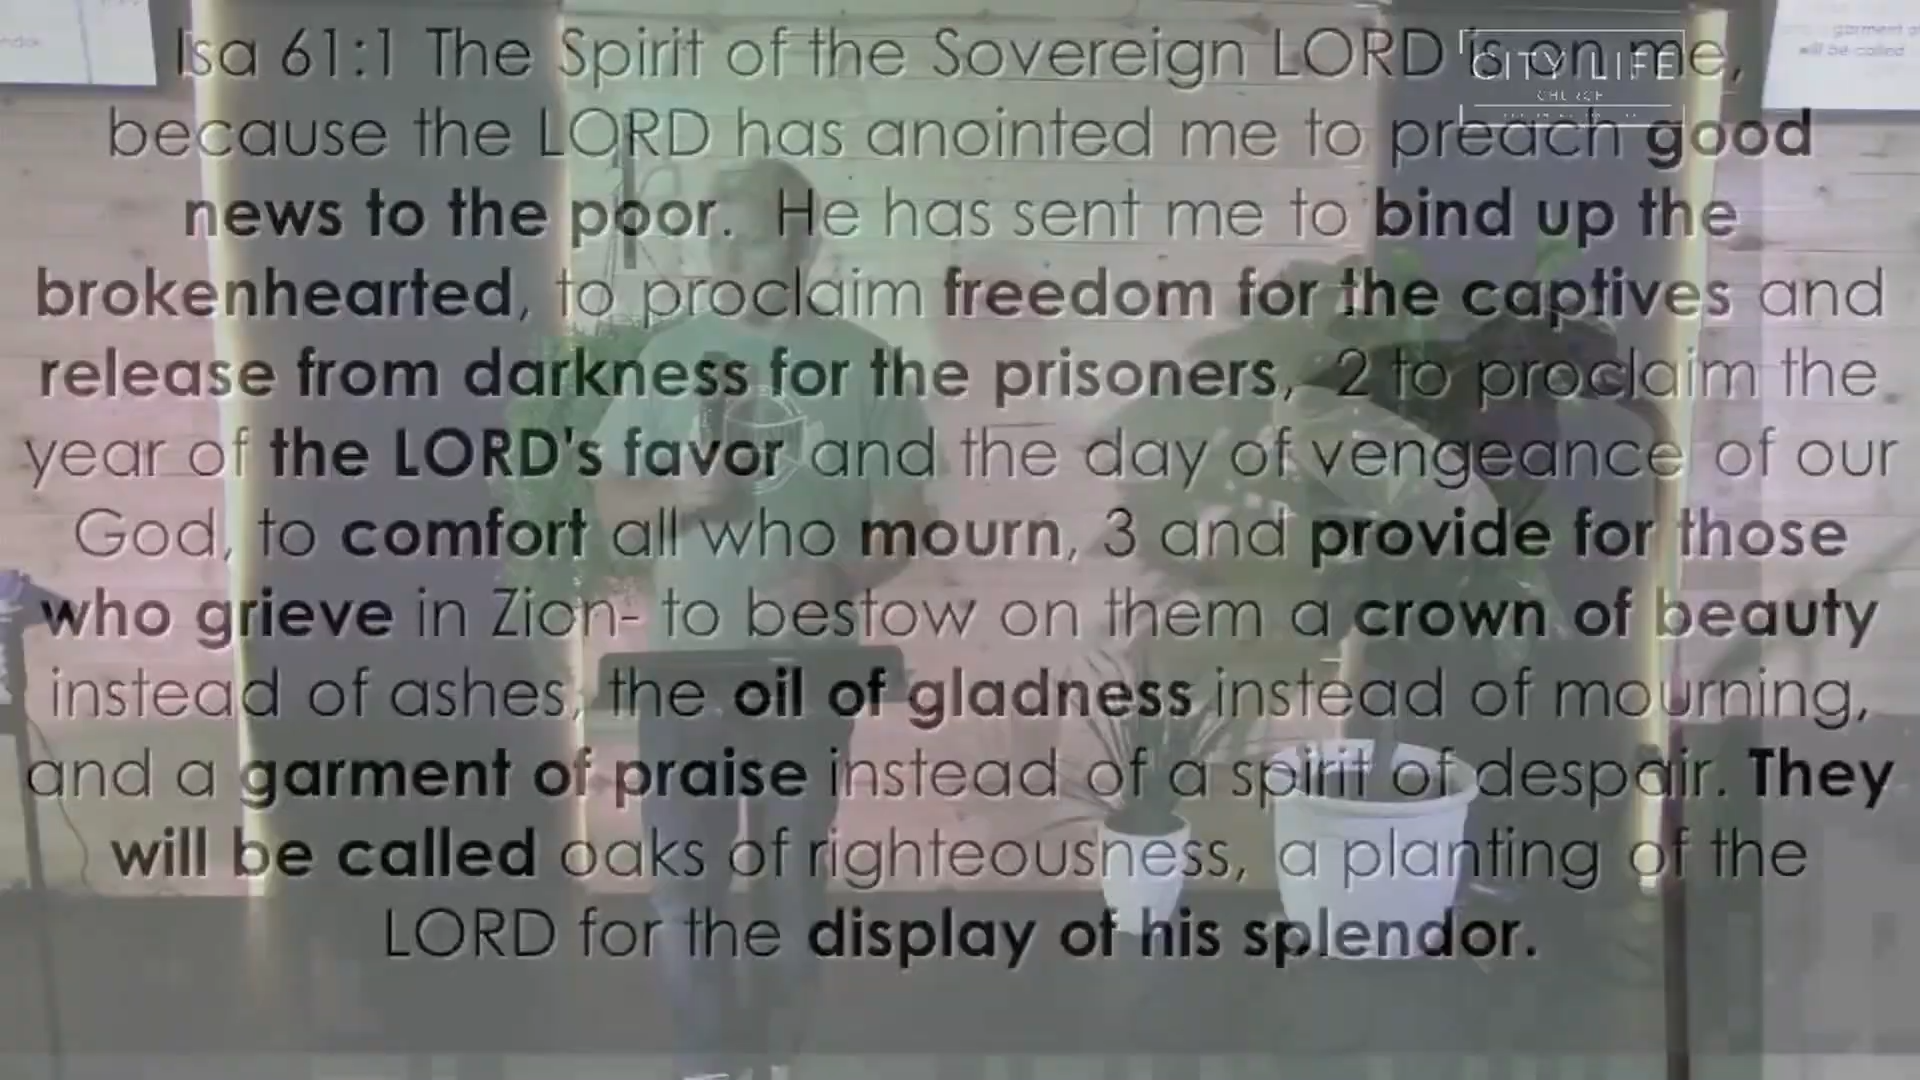 Isa 61:1 The Spirit of the Sovereign LORD is on me,
because the LORD has anointed me to preach good
news to the poor.  He has sent me to bind up the
brokenhearted, to proclaim freedom for the captives and
release from darkness for the prisoners, 2 to proclaim the
year of the LORD's favor and the day of vengeance of our
God, to comfort all who mourn, 3 and provide for those
who grieve in Zion- to bestow on them a crown of beauty
instead of ashes, the oil of gladness instead of mourning,
and a garment of praise instead of a spirit of despair. They
will be called oaks of righteousness, a planting of the
LORD for the display of his splendor.
CITY LIFE
CHURCH
garment
will be called